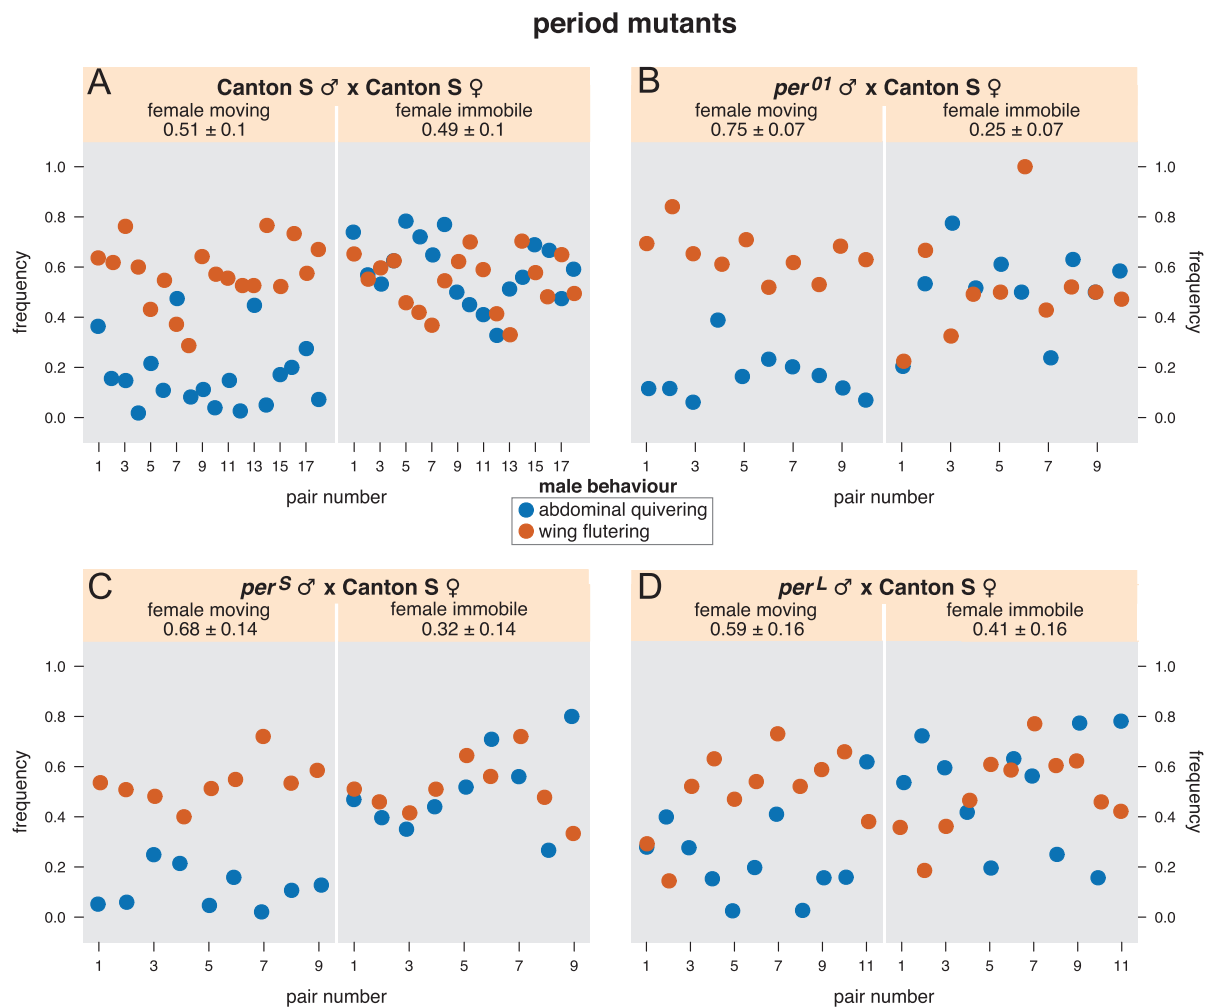 period mutants
A
Canton S ♂ x Canton S ♀
female moving
0.51 ± 0.1
female immobile
0.49 ± 0.1
frequency
1.0
0.8
0.6
0.4
0.2
0.0
1 3 5 7 9 11 13 15 17
1 3 5 7 9 11 13 15 17
pair number
pair number
B
per01 ♂ x Canton S ♀
female moving
0.75 ± 0.07
female immobile
0.25 ± 0.07
1.0
0.8
0.6
0.4
0.2
0.0
frequency
1 3 5 7 9
1 3 5 7 9
pair number
pair number
male behaviour
abdominal quivering
wing flutering
C
perS ♂ x Canton S ♀
female moving
0.68 ± 0.14
female immobile
0.32 ± 0.14
frequency
1.0
0.8
0.6
0.4
0.2
0.0
1 3 5 7 9
1 3 5 7 9
pair number
pair number
D
perL ♂ x Canton S ♀
female moving
0.59 ± 0.16
female immobile
0.41 ± 0.16
1.0
0.8
0.6
0.4
0.2
0.0
frequency
1 3 5 7 9 11
1 3 5 7 9 11
pair number
pair number